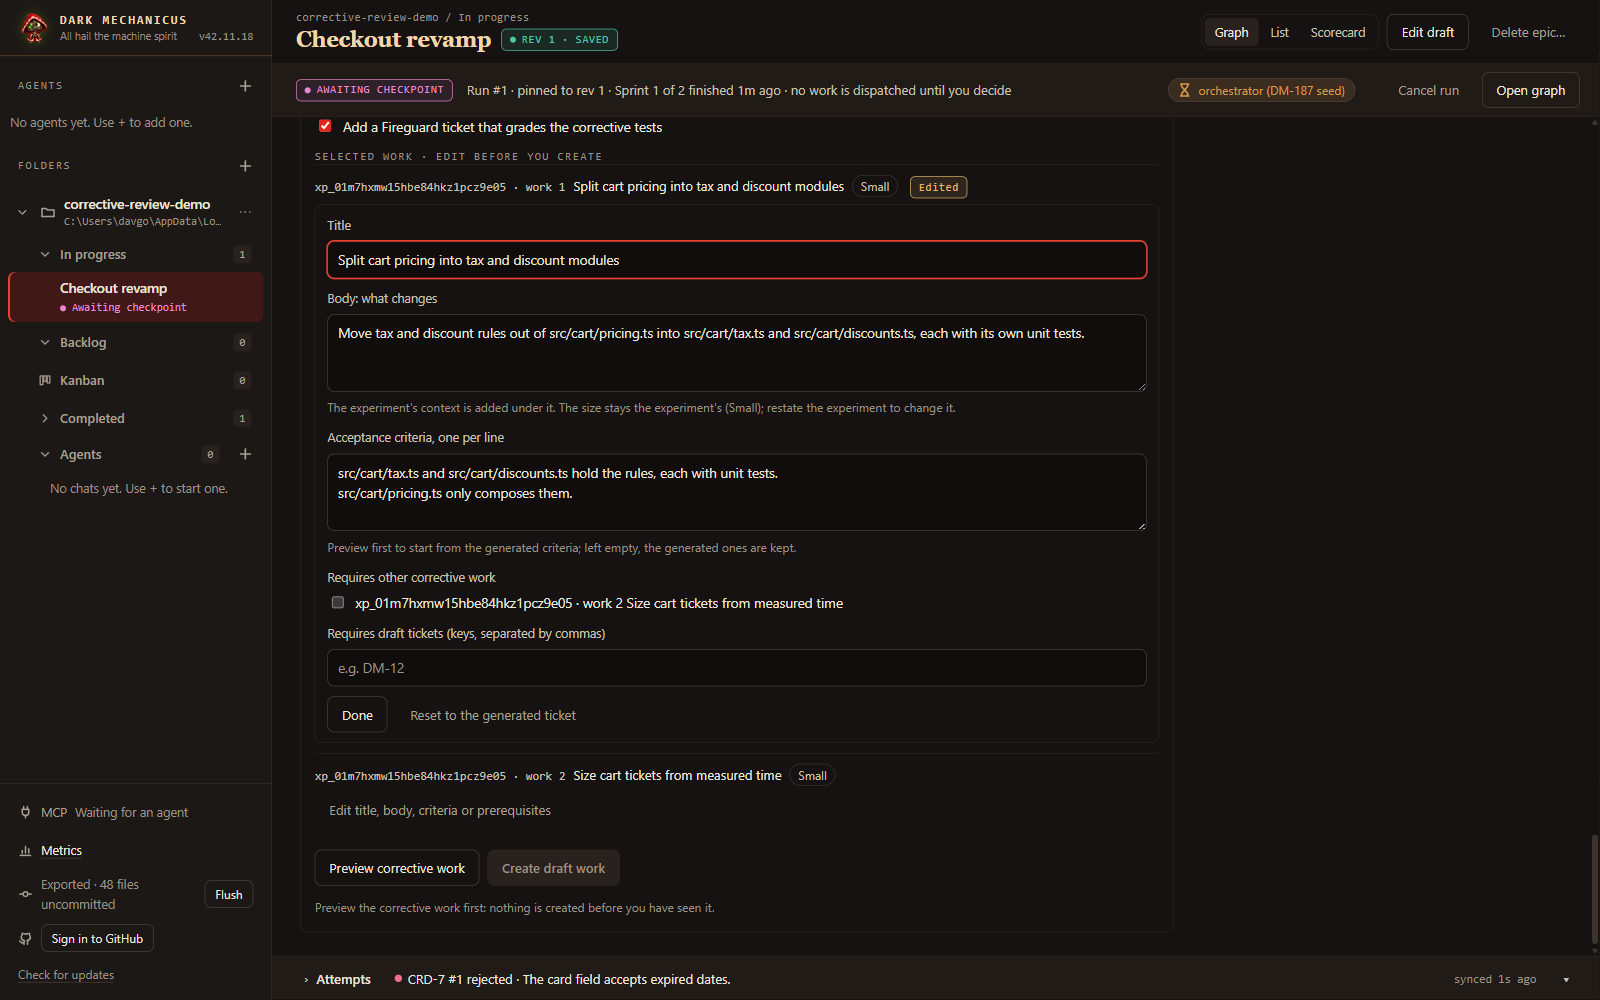 DARK MECHANICUS
All hail the machine spirit v42.11.18
AGENTS
No agents yet. Use + to add one.
FOLDERS
corrective-review-demo
C:\Users\davgo\AppData\Lo…
In progress 1
Checkout revamp
Awaiting checkpoint
Backlog 0
Kanban 0
Completed 1
Agents 0
No chats yet. Use + to start one.
MCP Waiting for an agent
Metrics
Exported · 48 files
uncommitted
Flush
Sign in to GitHub
Check for updates
corrective-review-demo / In progress
Checkout revamp
REV 1 · SAVED
Graph List Scorecard Edit draft Delete epic…
AWAITING CHECKPOINT Run #1 · pinned to rev 1 · Sprint 1 of 2 finished 1m ago · no work is dispatched until you decide orchestrator (DM-187 seed) Cancel run Open graph
Add a Fireguard ticket that grades the corrective tests
SELECTED WORK · EDIT BEFORE YOU CREATE
xp_01m7hxmw15hbe84hkz1pcz9e05 · work 1 Split cart pricing into tax and discount modules Small Edited
Title
Split cart pricing into tax and discount modules
Body: what changes
Move tax and discount rules out of src/cart/pricing.ts into src/cart/tax.ts and src/cart/discounts.ts, each with its own unit tests.
The experiment's context is added under it. The size stays the experiment's (Small); restate the experiment to change it.
Acceptance criteria, one per line
src/cart/tax.ts and src/cart/discounts.ts hold the rules, each with unit tests.
src/cart/pricing.ts only composes them.
Preview first to start from the generated criteria; left empty, the generated ones are kept.
Requires other corrective work
xp_01m7hxmw15hbe84hkz1pcz9e05 · work 2 Size cart tickets from measured time
Requires draft tickets (keys, separated by commas)
e.g. DM-12
Done Reset to the generated ticket
xp_01m7hxmw15hbe84hkz1pcz9e05 · work 2 Size cart tickets from measured time Small
Edit title, body, criteria or prerequisites
Preview corrective work Create draft work
Preview the corrective work first: nothing is created before you have seen it.
Attempts CRD-7 #1 rejected · The card field accepts expired dates. synced 1s ago